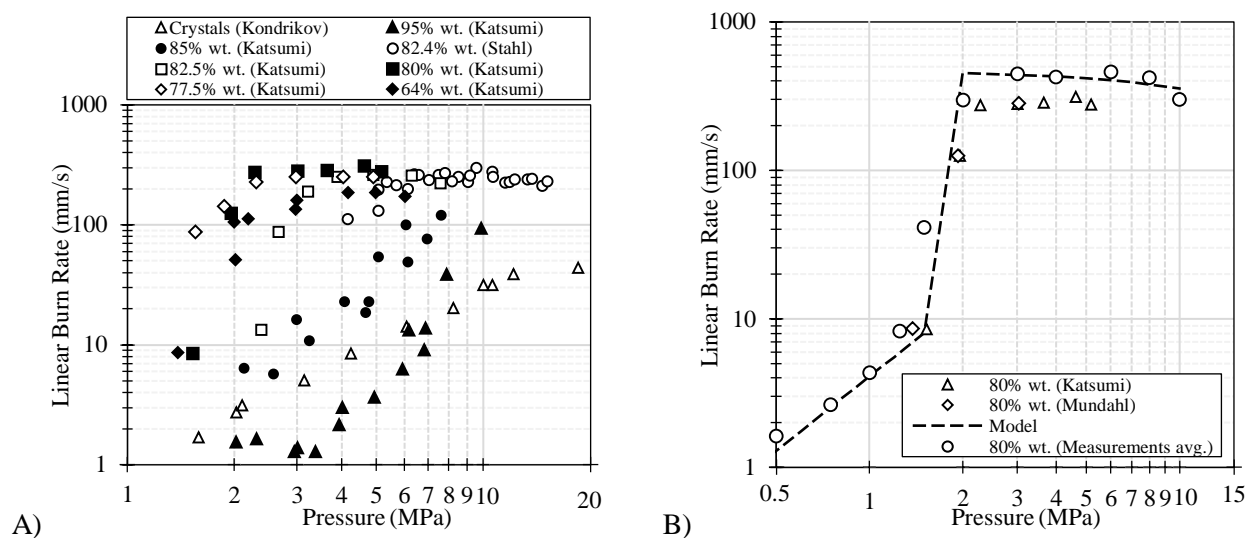 Crystals (Kondrikov)
95% wt. (Katsumi)
85% wt. (Katsumi)
82.4% wt. (Stahl)
82.5% wt. (Katsumi)
80% wt. (Katsumi)
77.5% wt. (Katsumi)
64% wt. (Katsumi)
1000
100
10
1
Linear Burn Rate (mm/s)
1 2 3 4 5 6 7 8 9 10 20
Pressure (MPa)
A)
1000
100
10
1
Linear Burn Rate (mm/s)
80% wt. (Katsumi)
80% wt. (Mundahl)
Model
80% wt. (Measurements avg.)
0.5 1 2 3 4 5 6 7 8 9 10 15
Pressure (MPa)
B)